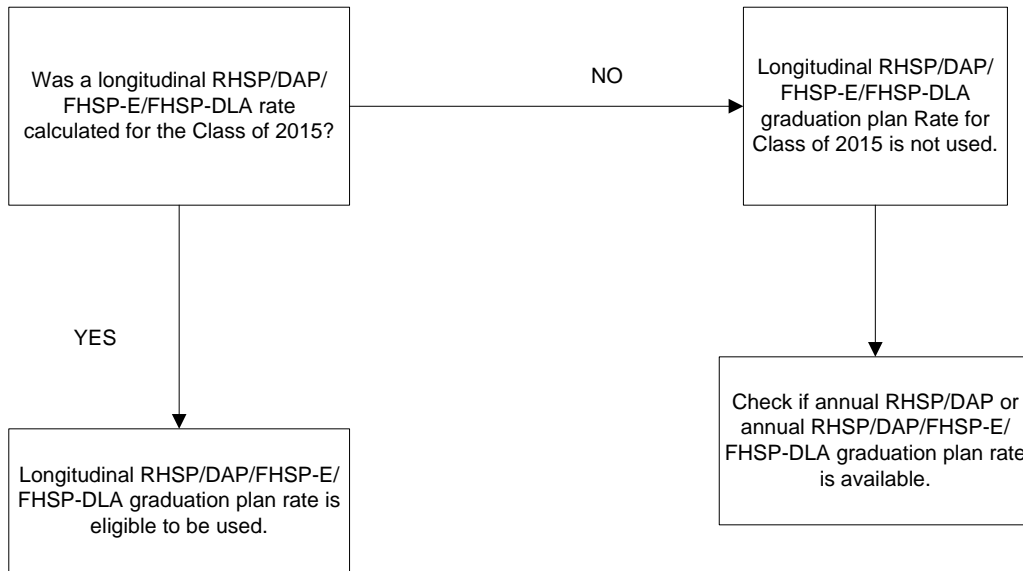 Was a longitudinal RHSP/DAP/
FHSP-E/FHSP-DLA rate
calculated for the Class of 2015?
NO
Longitudinal RHSP/DAP/
FHSP-E/FHSP-DLA
graduation plan Rate for
Class of 2015 is not used.
YES
Longitudinal RHSP/DAP/FHSP-E/
FHSP-DLA graduation plan rate is
eligible to be used.
Check if annual RHSP/DAP or
annual RHSP/DAP/FHSP-E/
FHSP-DLA graduation plan rate
is available.